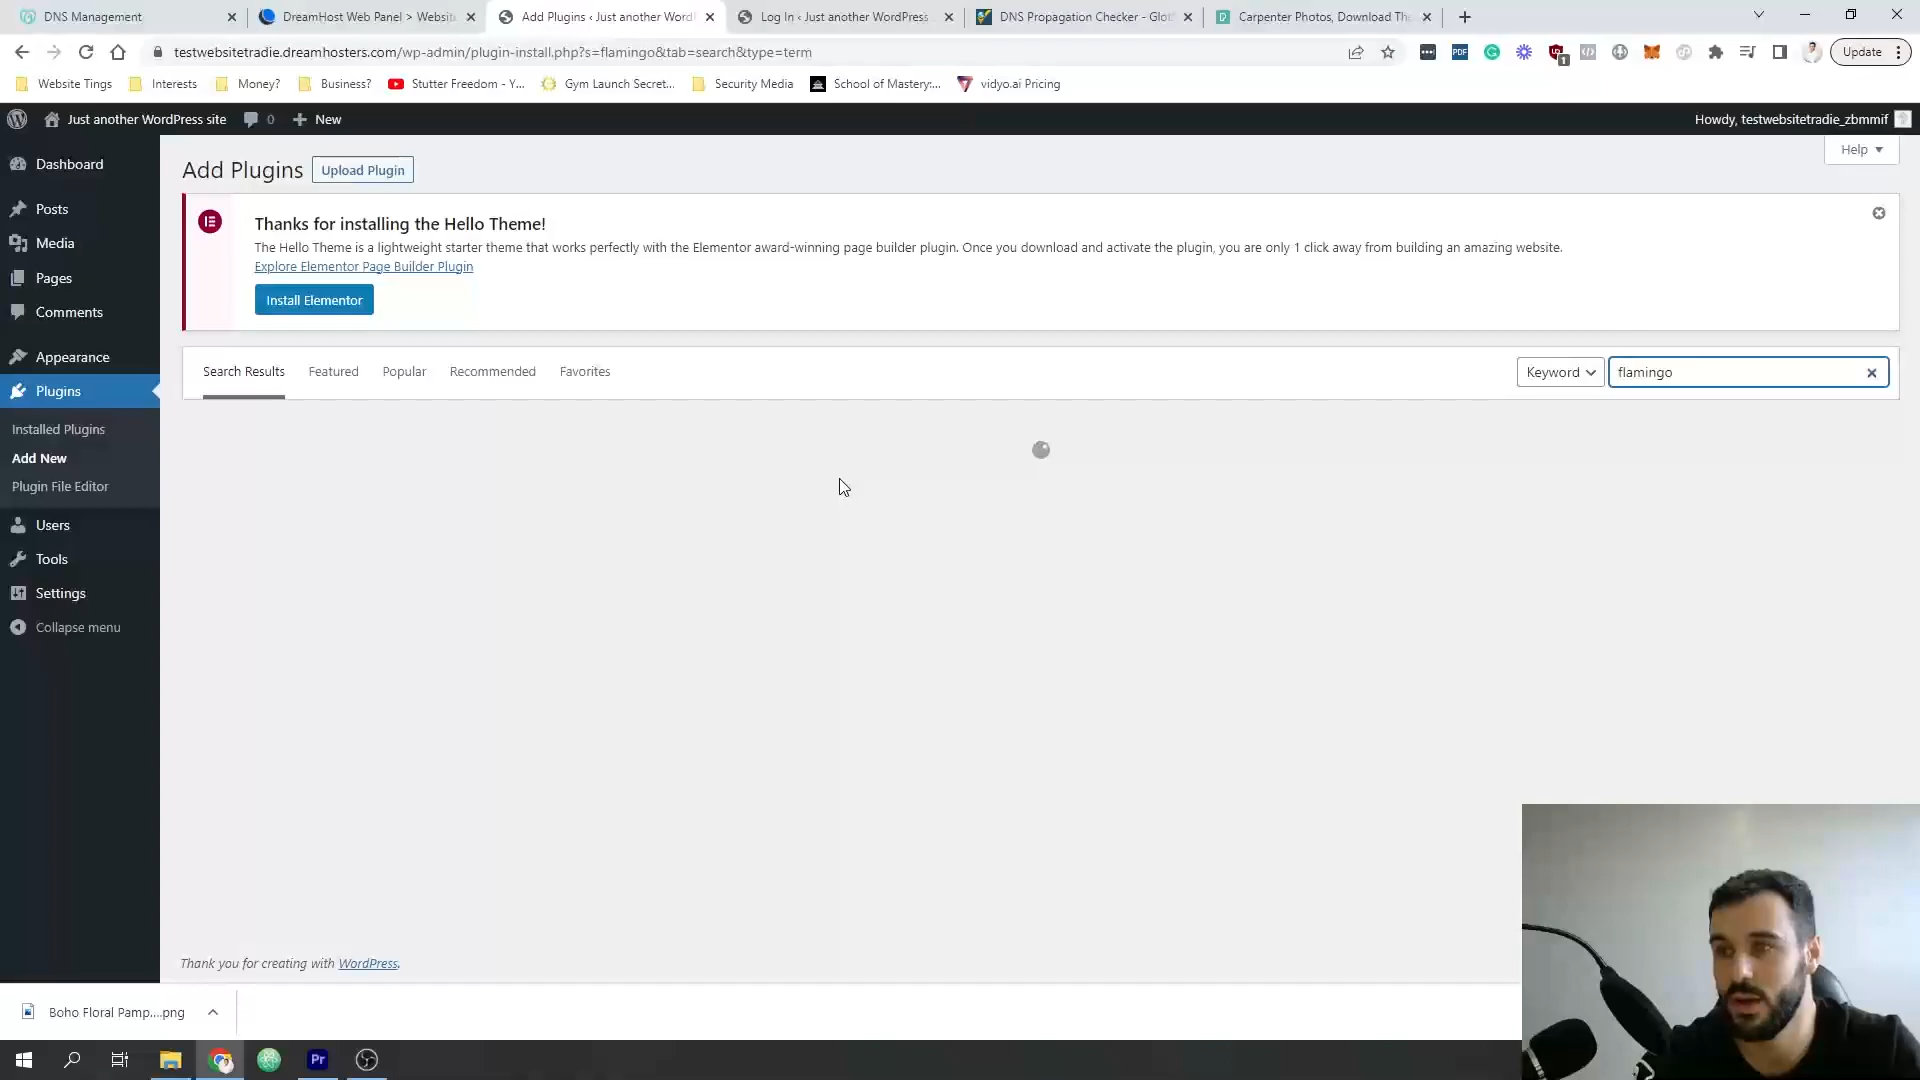 DNS Management
DreamHost Web Panel > Website
Add Plugins ‹ Just another Word
Log In ‹ Just another WordPress
DNS Propagation Checker - Glo
Carpenter Photos, Download Th
testwebsitetradie.dreamhosters.com/wp-admin/plugin-install.php?s=flamingo&tab=search&type=term
PDF
1
Update
Website Tings
Interests
Money?
Business?
Stutter Freedom - Y...
Gym Launch Secret...
Security Media
School of Mastery:...
vidyo.ai Pricing
Just another WordPress site
0
New
Howdy, testwebsitetradie_zbmmif
Dashboard
Posts
Media
Pages
Comments
Appearance
Plugins
Installed Plugins
Add New
Plugin File Editor
Users
Tools
Settings
Collapse menu
Help
Add Plugins
Upload Plugin
Thanks for installing the Hello Theme!
The Hello Theme is a lightweight starter theme that works perfectly with the Elementor award-winning page builder plugin. Once you download and activate the plugin, you are only 1 click away from building an amazing website.
Explore Elementor Page Builder Plugin
Install Elementor
Search Results
Featured
Popular
Recommended
Favorites
Keyword
flamingo
Thank you for creating with WordPress.
Boho Floral Pamp....png
Pr